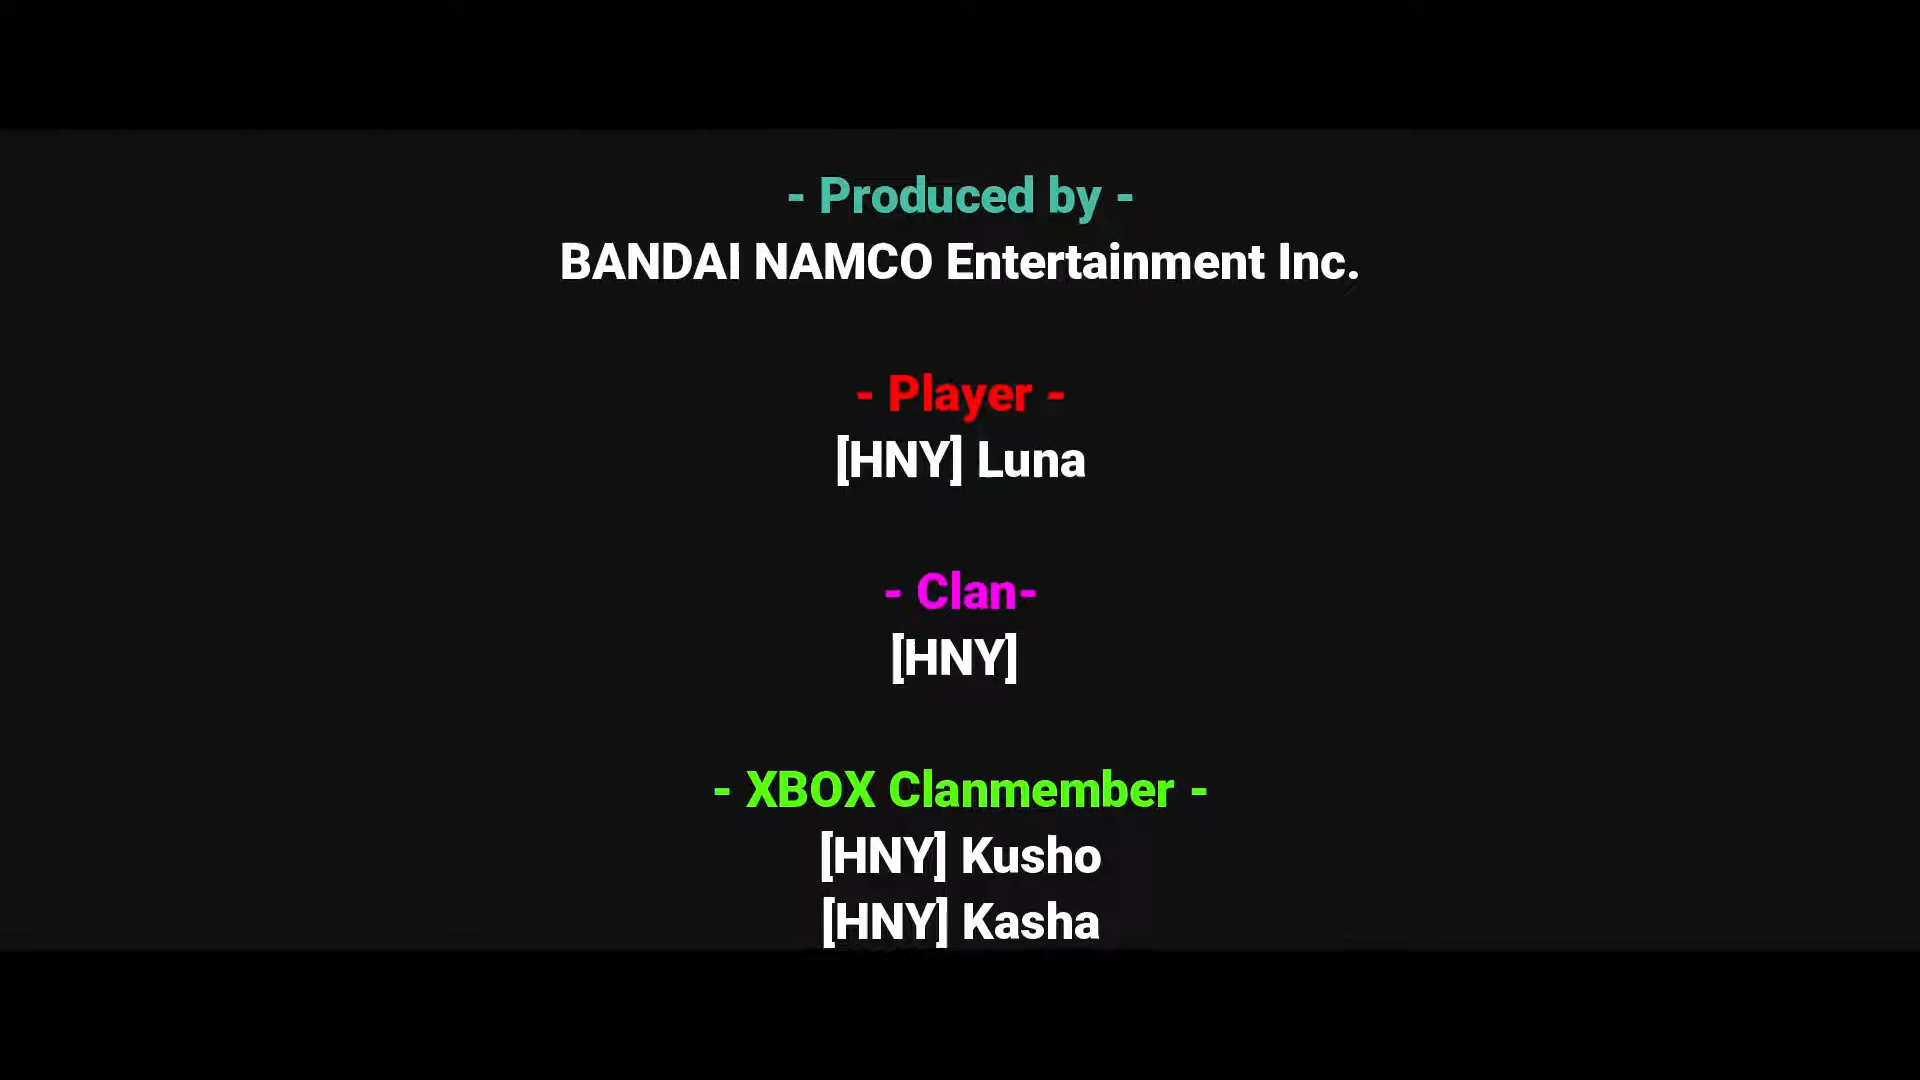 - Produced by -
BANDAI NAMCO Entertainment Inc.
- Player -
[HNY] Luna
- Clan-
[HNY]
- XBOX Clanmember -
[HNY] Kusho
[HNY] Kasha